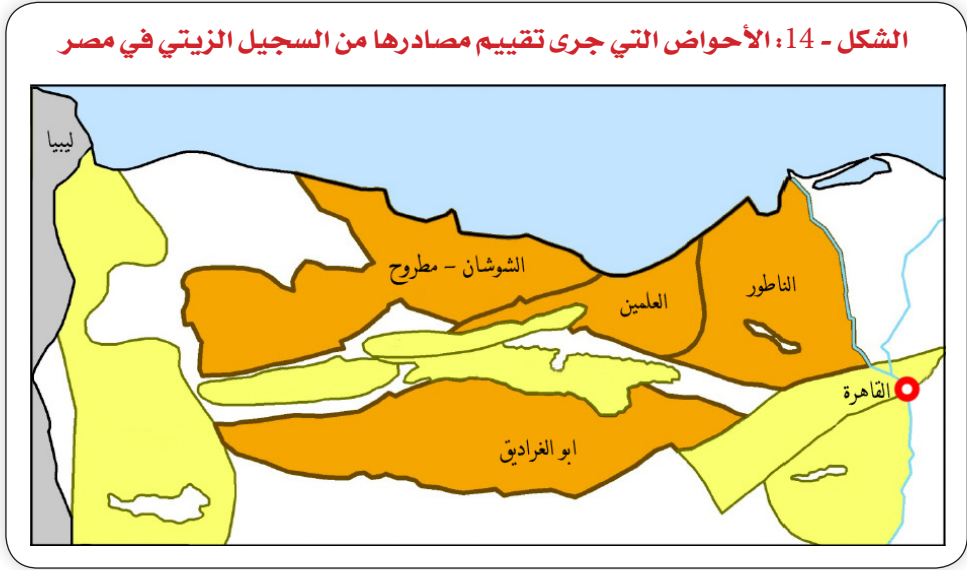 الشكل - 14: الأحواض التي جرى تقييم مصادرها من السجيل الزيتي في مصر
ليبيا
الشوشان - مطروح
الناطور
العلمين
القاهرة
ابو الغراديق